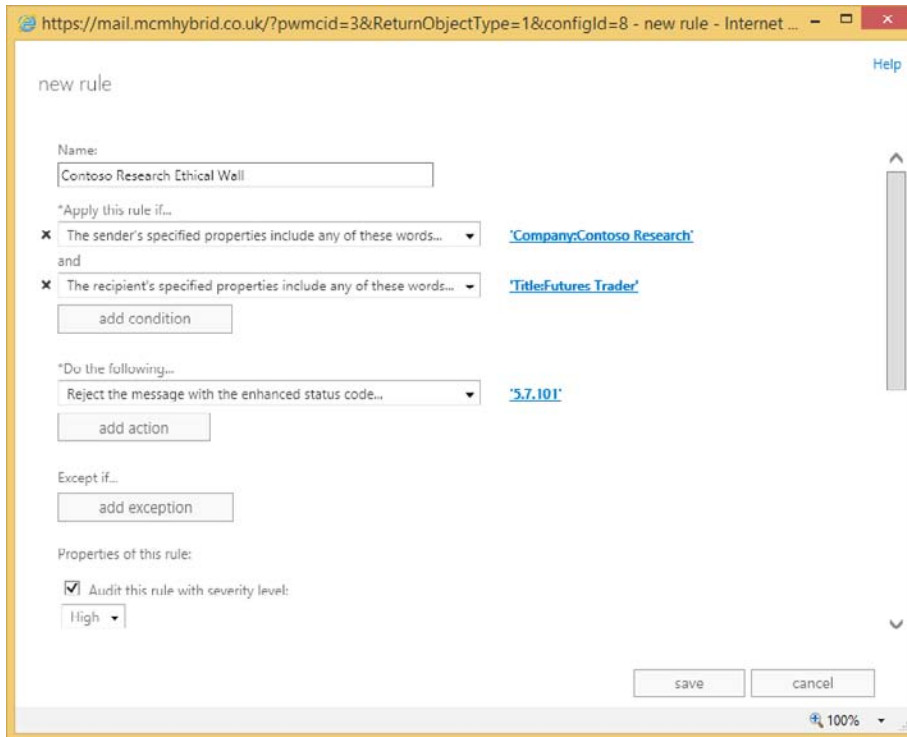 https://mail.mcmhybrid.co.uk/?pwmcid=3&ReturnObjectType=1&configId=8 - new rule - Internet ...
Help
new rule
Name:
Contoso Research Ethical Wall
*Apply this rule if...
The sender's specified properties include any of these words... 'Company:Contoso Research'
and
The recipient's specified properties include any of these words... 'Title:Futures Trader'
add condition
*Do the following...
Reject the message with the enhanced status code... '5.7.101'
add action
Except if...
add exception
Properties of this rule:
Audit this rule with severity level:
High
save cancel
100%